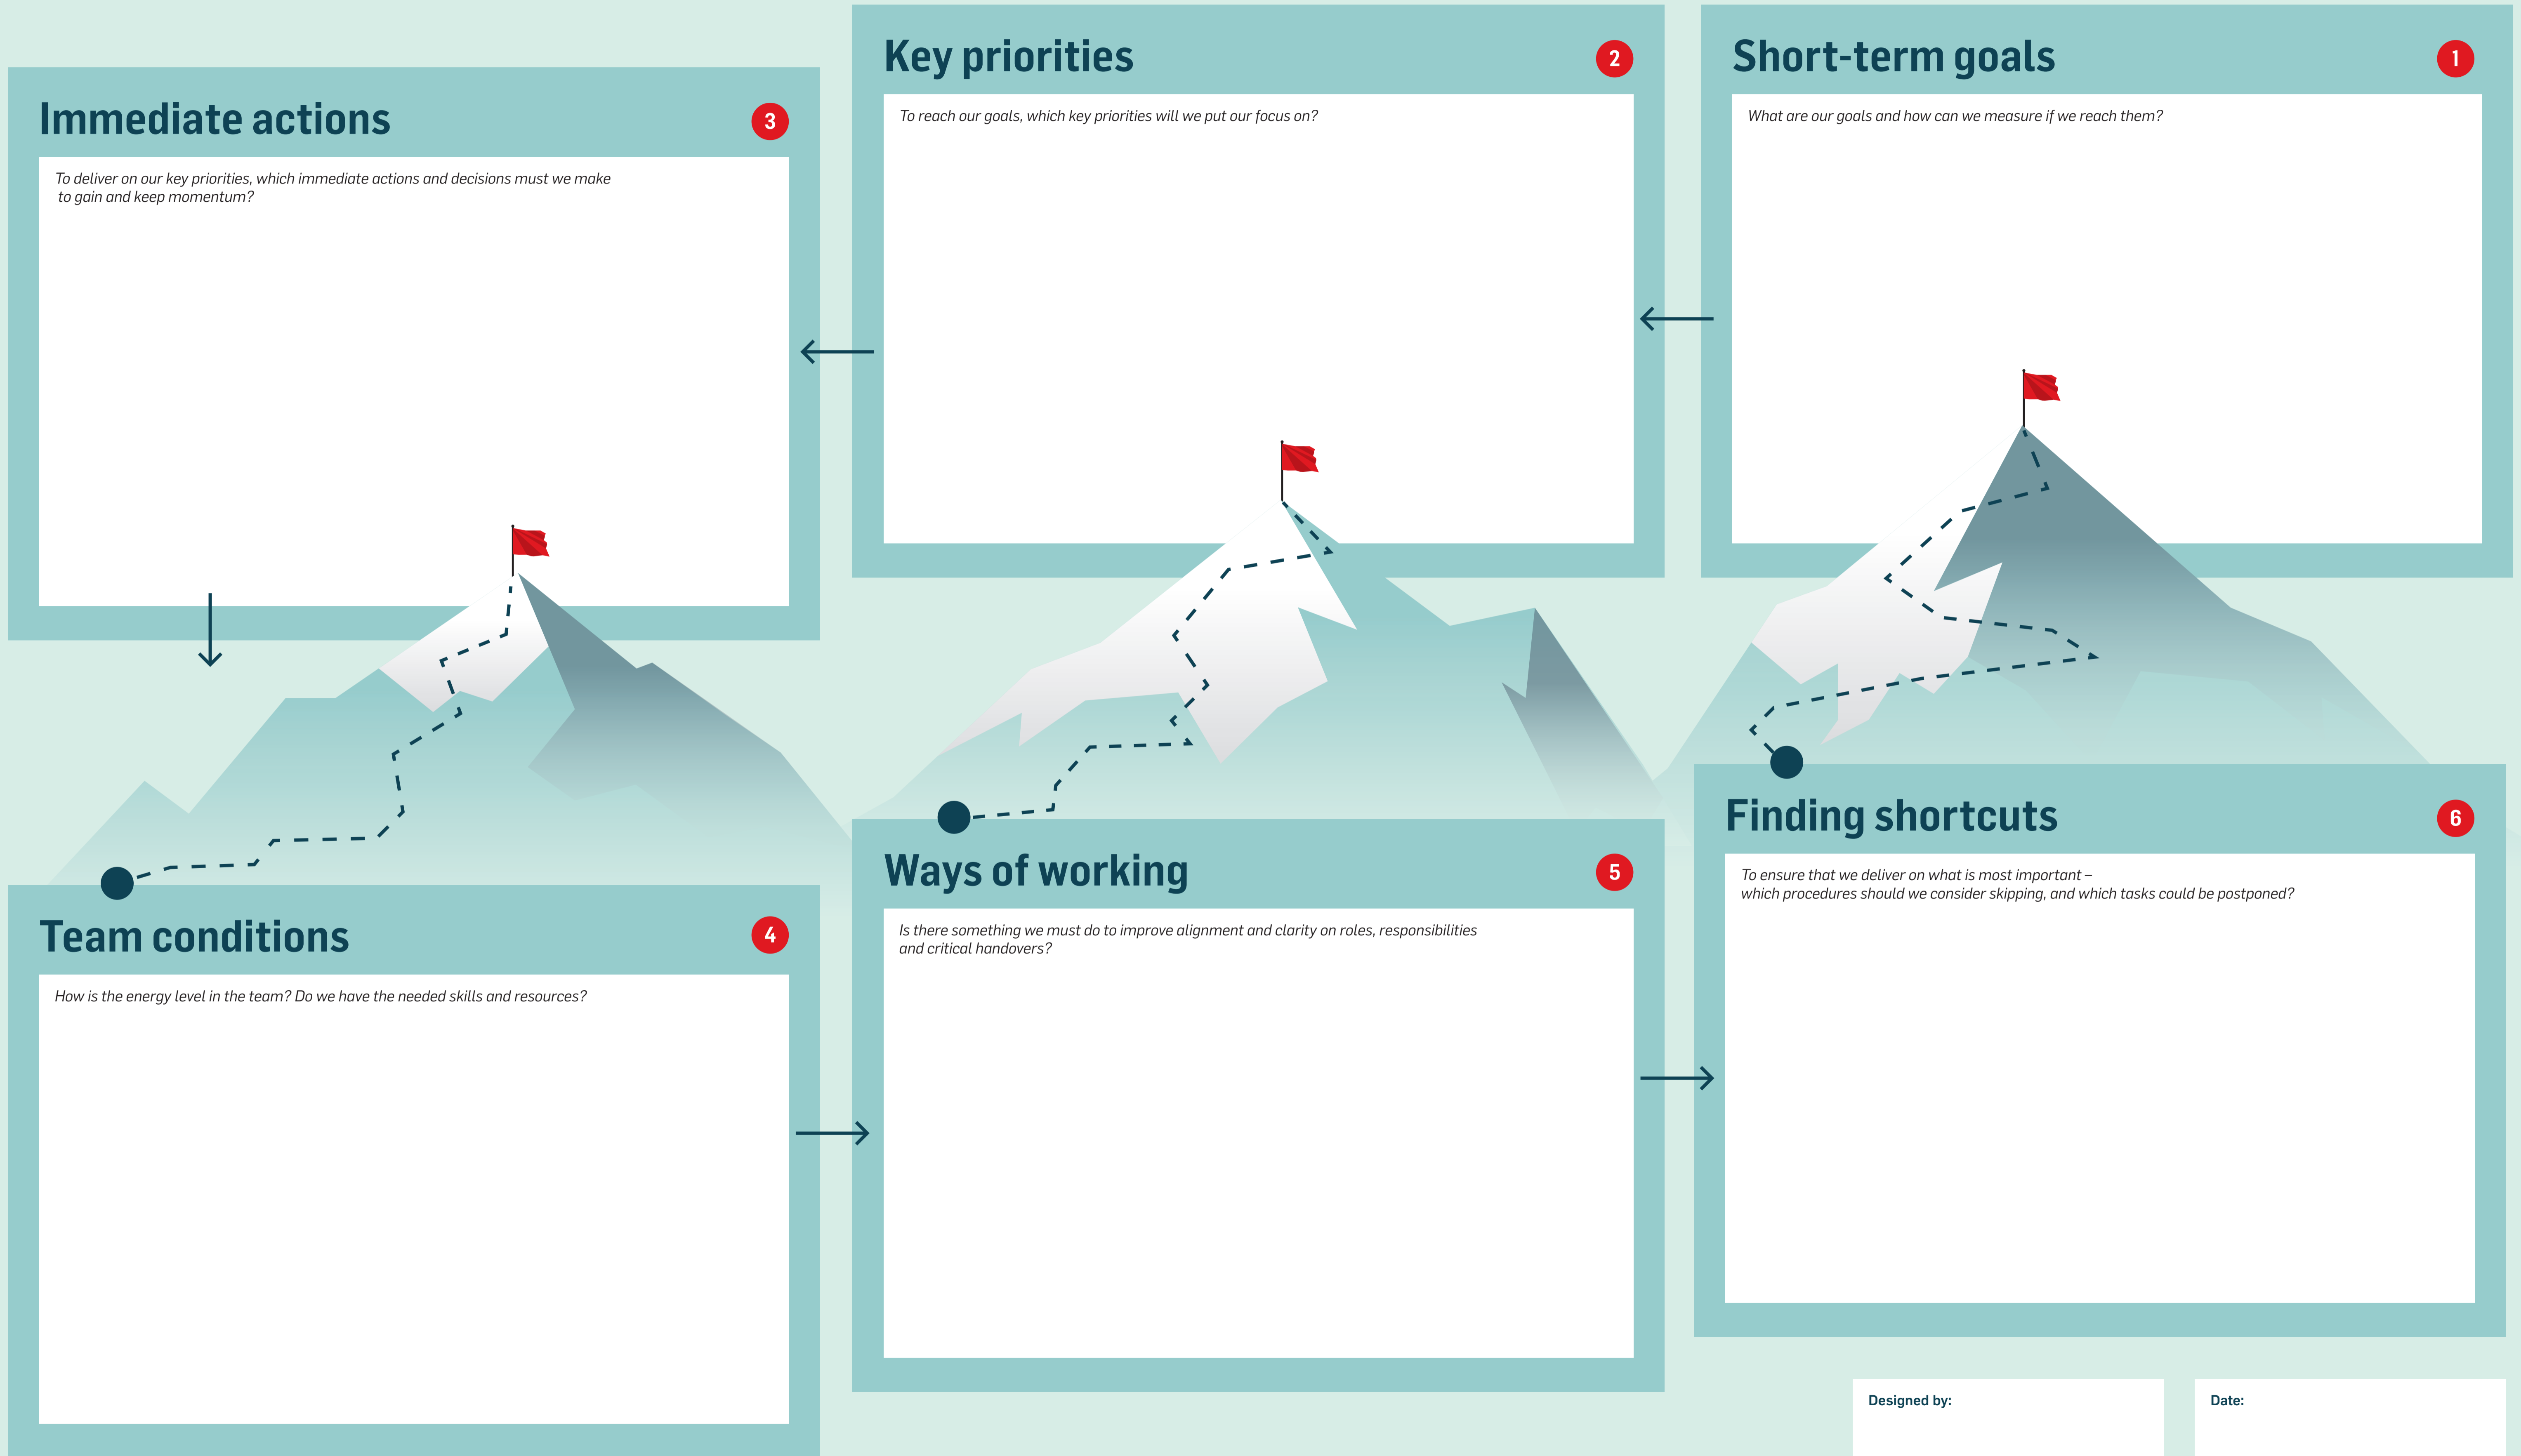 Short-term goals
1
What are our goals and how can we measure if we reach them?
Key priorities
2
To reach our goals, which key priorities will we put our focus on?
Immediate actions
3
To deliver on our key priorities, which immediate actions and decisions must we make
to gain and keep momentum?
Team conditions
4
How is the energy level in the team? Do we have the needed skills and resources?
Ways of working
5
Is there something we must do to improve alignment and clarity on roles, responsibilities
and critical handovers?
Finding shortcuts
6
To ensure that we deliver on what is most important –
which procedures should we consider skipping, and which tasks could be postponed?
Designed by:
Date: